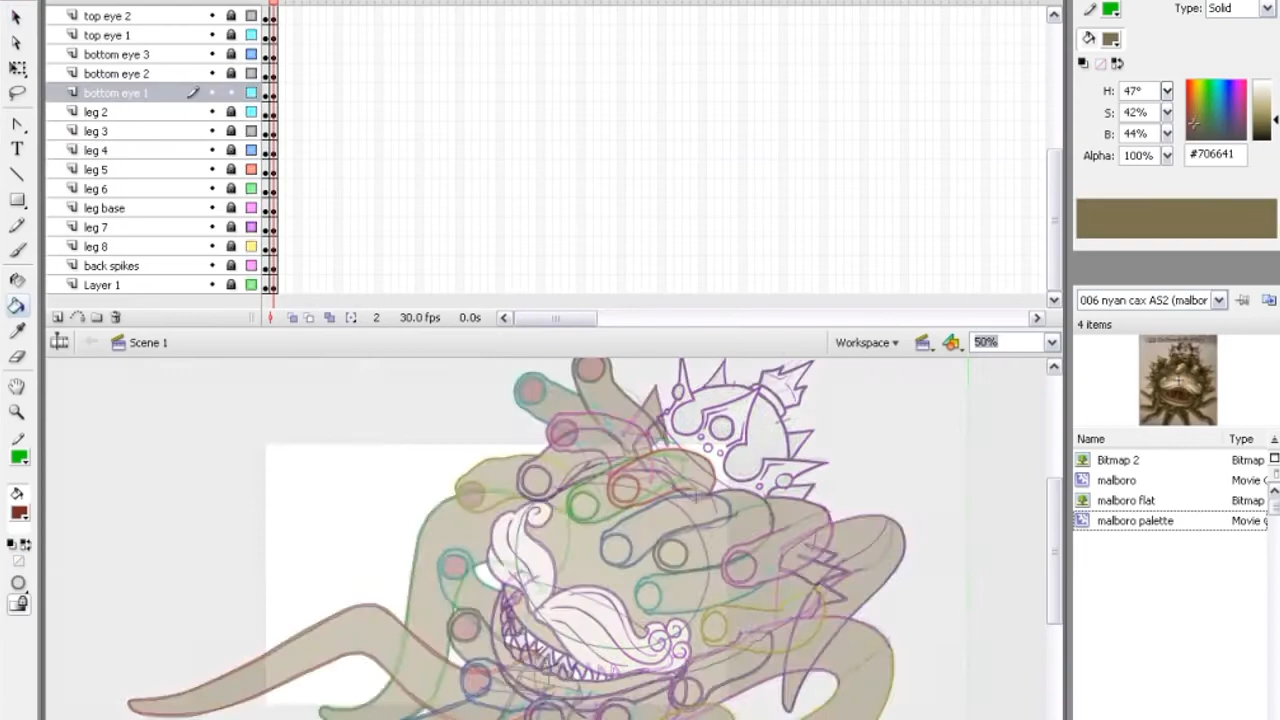 top eye 2
top eye 1
bottom eye 3
bottom eye 2
bottom eye 1
leg 2
leg 3
leg 4
leg 5
leg 6
leg base
leg 7
leg 8
back spikes
Layer 1
2 30.0 fps 0.0s
Scene 1
Workspace
50%
Type: Solid
H: 47°
S: 42%
B: 44%
Alpha: 100%
#706641
006 nyan cax AS2 (malbor
4 items
Name Type
Bitmap 2 Bitmap
malboro Movie C
malboro flat Bitmap
malboro palette Movie C